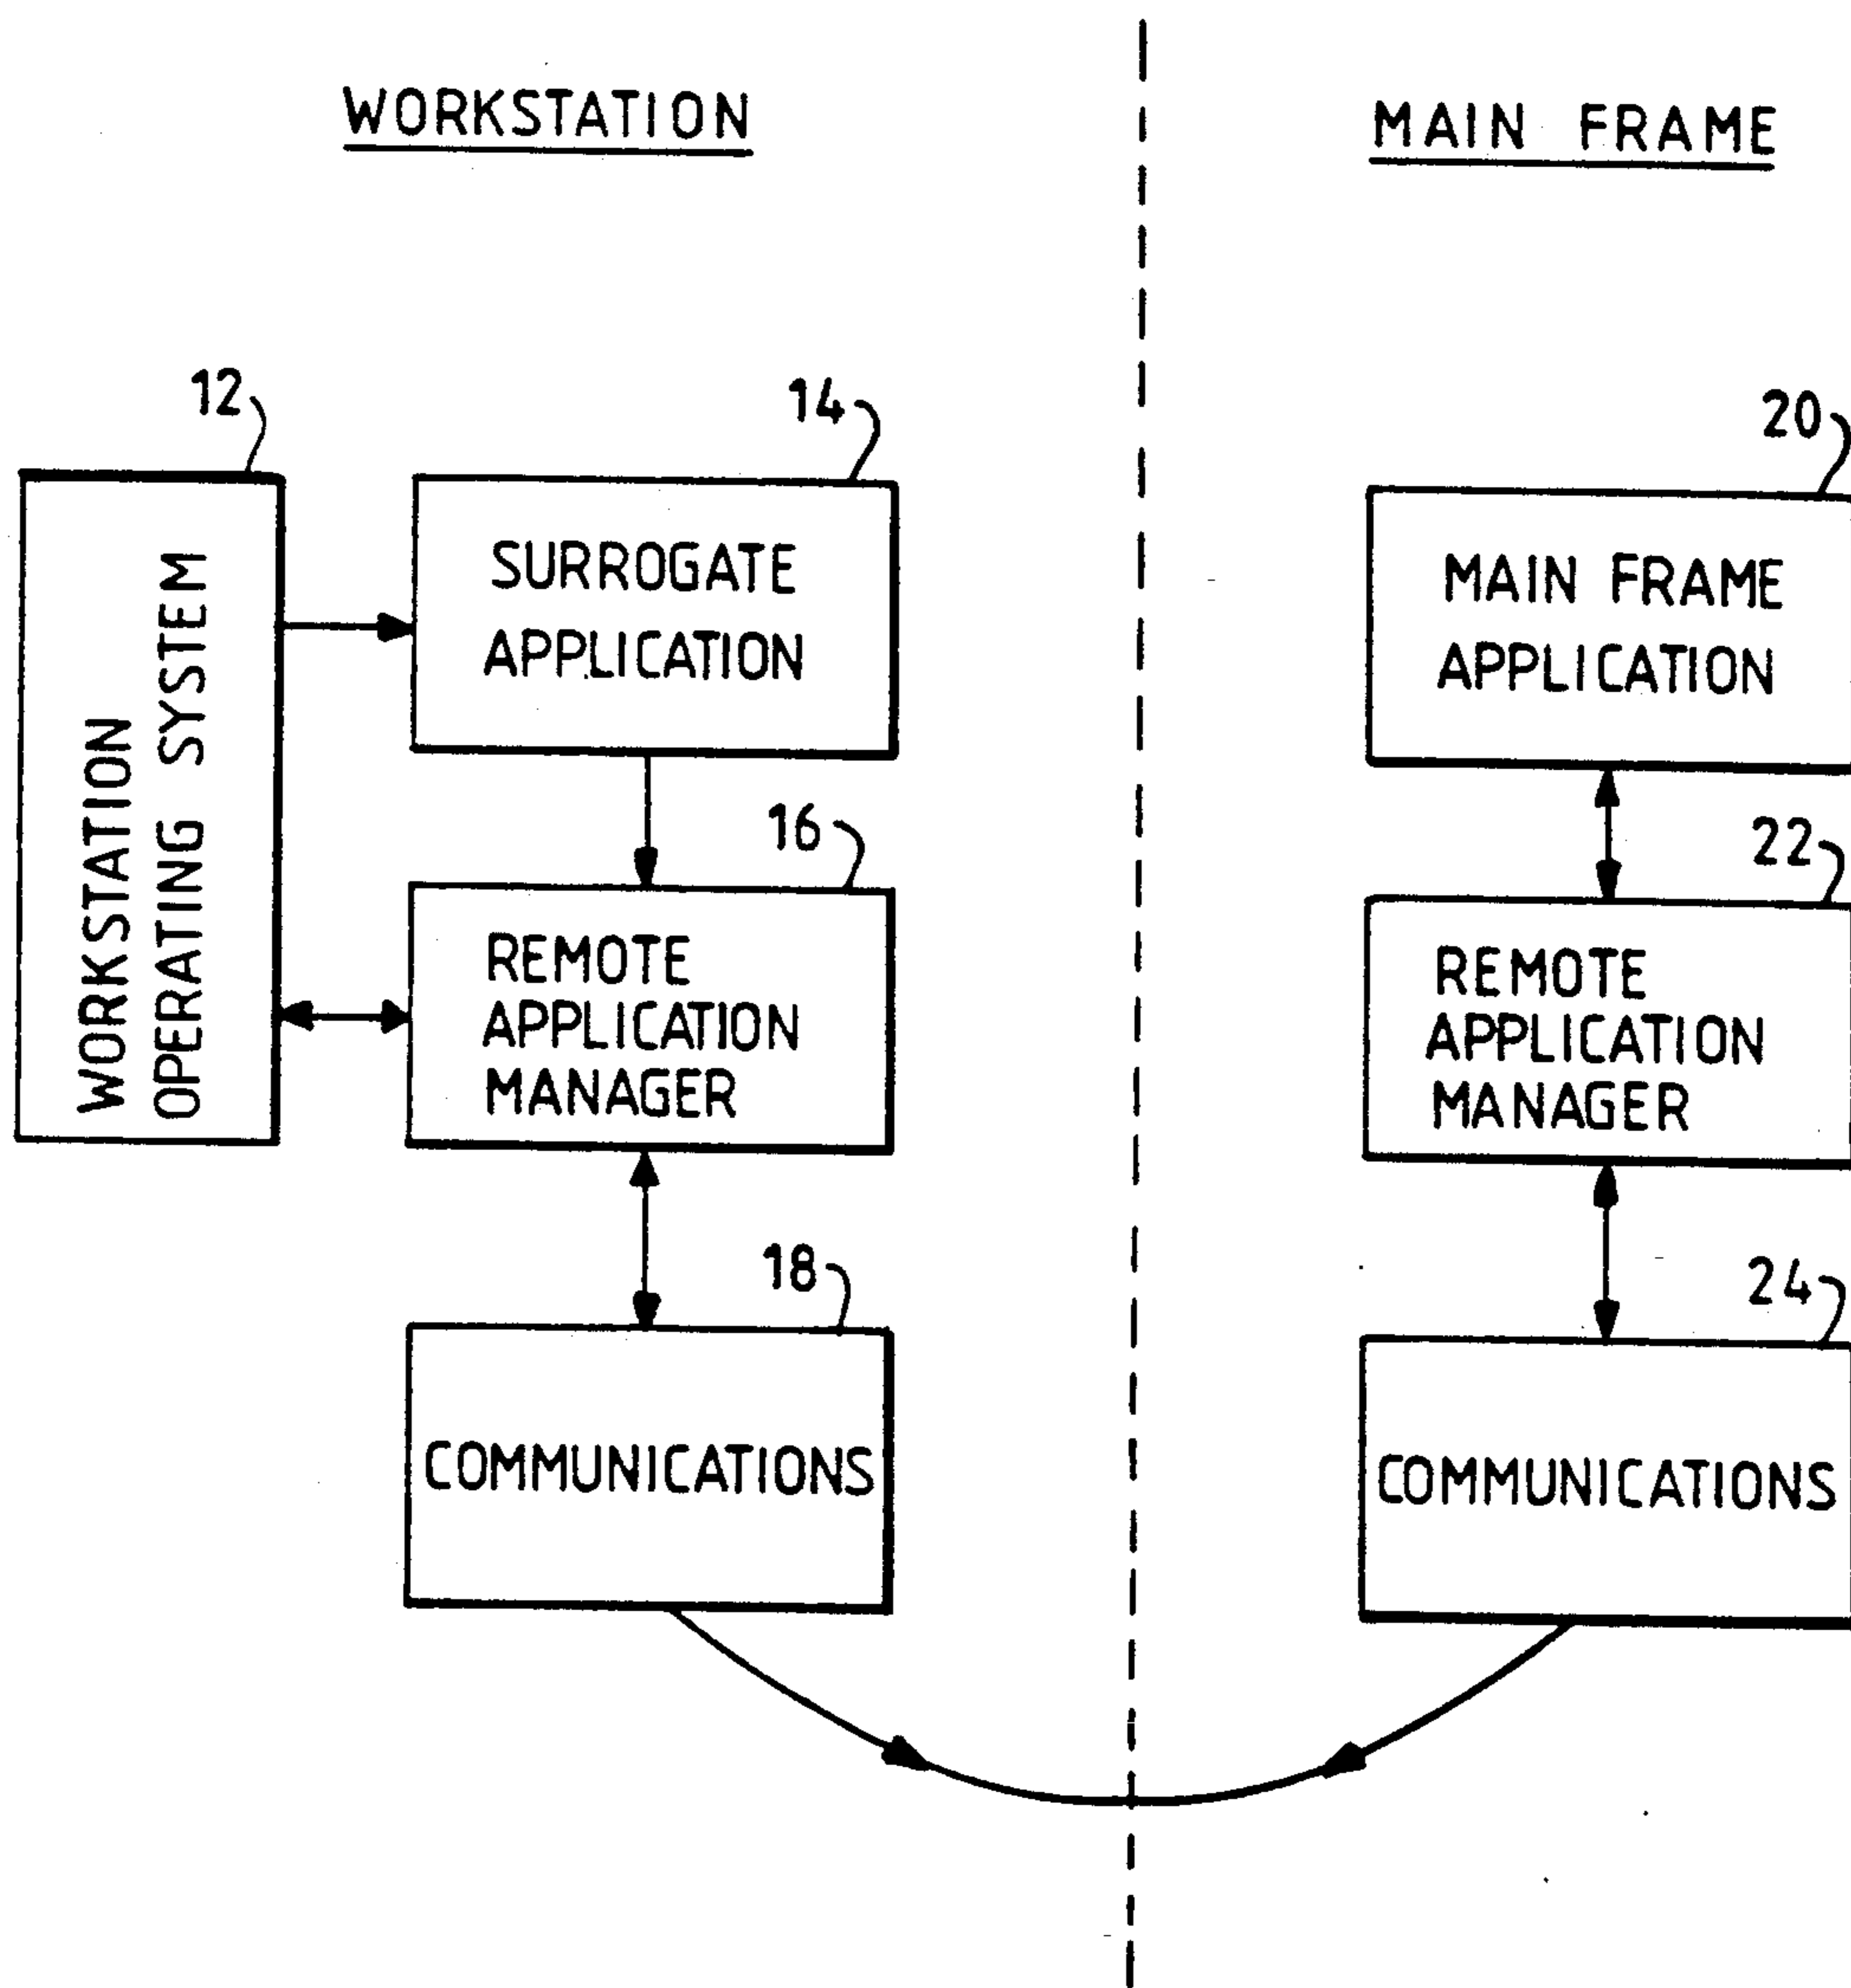 WORKSTATION
MAIN FRAME
12
14
20
WORKSTATION
OPERATING SYSTEM
SURROGATE
APPLICATION
MAIN FRAME
APPLICATION
16
22
REMOTE
APPLICATION
MANAGER
REMOTE
APPLICATION
MANAGER
18
24
COMMUNICATIONS
COMMUNICATIONS